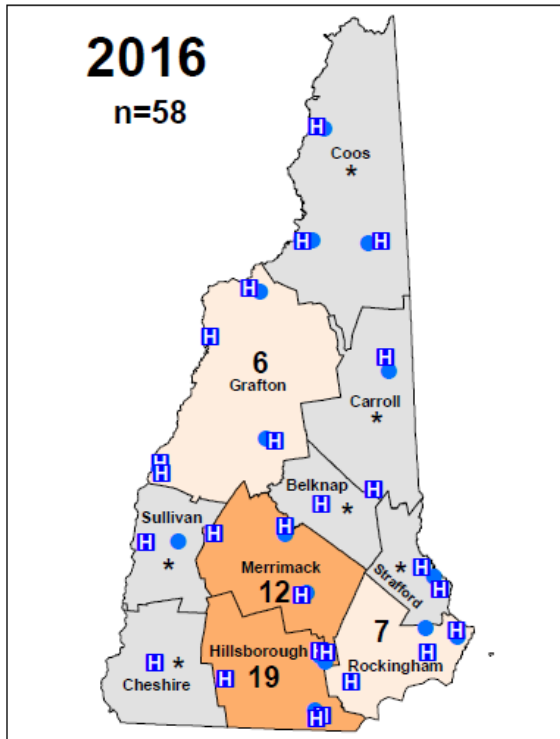 2016
n=58
H
Coos
*
H
H
H
H
6
Grafton
H
Carroll
*
H
H
H
H
Belknap
H
*
Sullivan
H
*
H
H
Merrimack
12
H
*
H
Strafford
H
7
Rockingham
H
H
H
Hillsborough
19
H
H
H
H
H
H
*
Cheshire